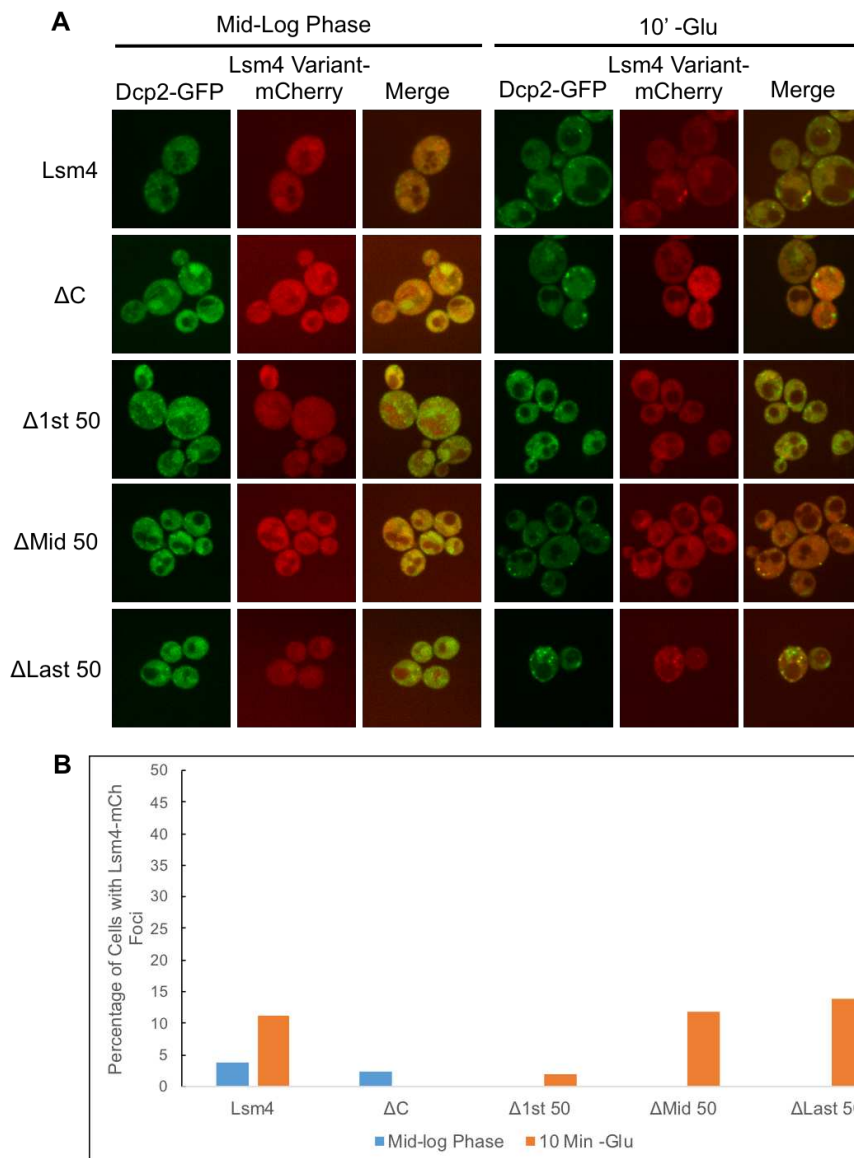 A
Mid-Log Phase
10' -Glu
Dcp2-GFP
Lsm4 Variant-
mCherry
Merge
Dcp2-GFP
Lsm4 Variant-
mCherry
Merge
Lsm4
ΔC
Δ1st 50
ΔMid 50
ΔLast 50
B
Percentage of Cells with Lsm4-mCh
Foci
50
45
40
35
30
25
20
15
10
5
0
Lsm4
ΔC
Δ1st 50
ΔMid 50
ΔLast 50
Mid-log Phase
10 Min -Glu